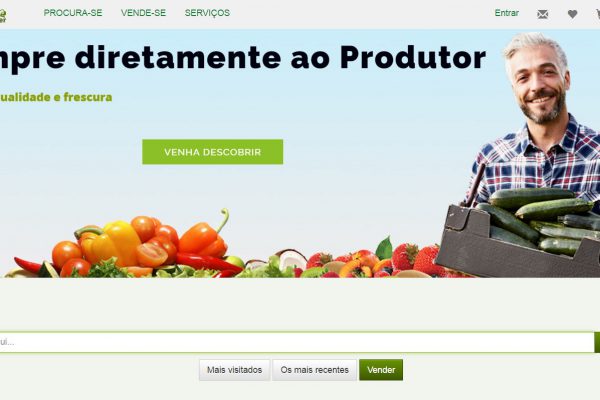 PROCURA-SE VENDE-SE SERVIÇOS Entrar
mpre diretamente ao Produtor
ualidade e frescura
VENHA DESCOBRIR
ui...
Mais visitados Os mais recentes Vender